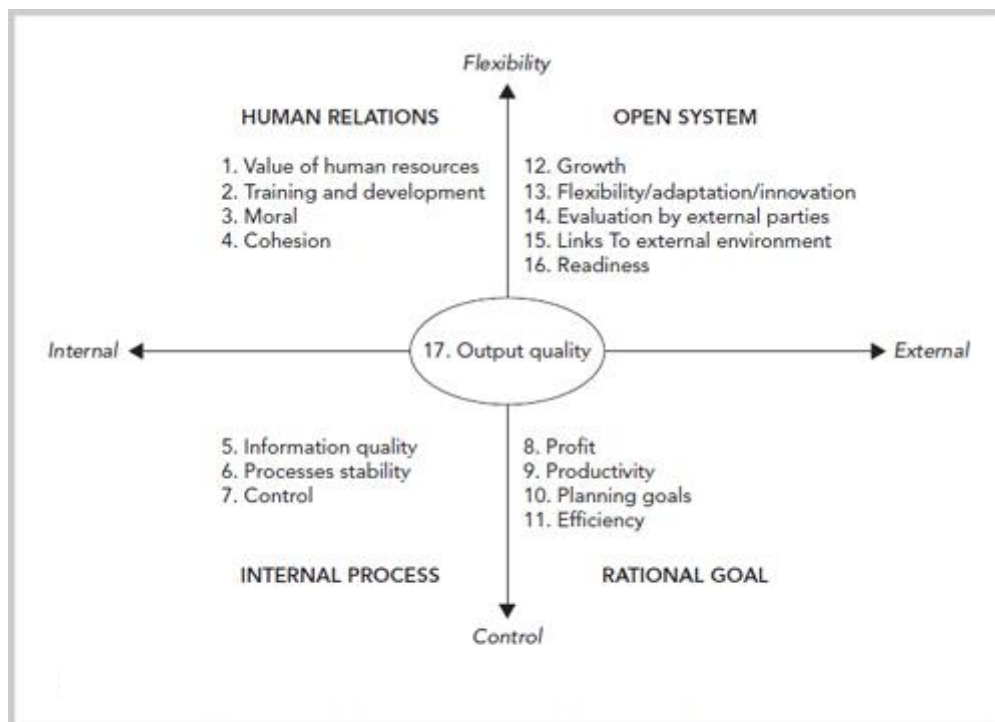 Flexibility
HUMAN RELATIONS
1. Value of human resources
2. Training and development
3. Moral
4. Cohesion
OPEN SYSTEM
12. Growth
13. Flexibility/adaptation/innovation
14. Evaluation by external parties
15. Links To external environment
16. Readiness
Internal
17. Output quality
External
5. Information quality
6. Processes stability
7. Control
INTERNAL PROCESS
8. Profit
9. Productivity
10. Planning goals
11. Efficiency
RATIONAL GOAL
Control